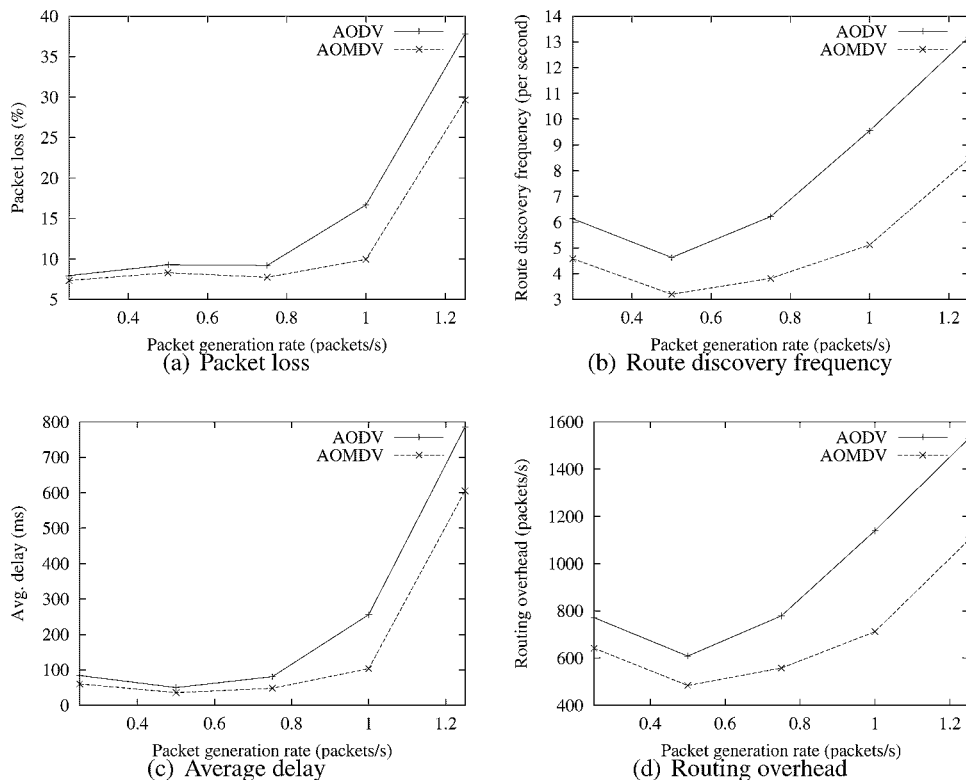 40
35
30
25
20
15
10
5
Packet loss (%)
AODV
AOMDV
0.4 0.6 0.8 1 1.2
Packet generation rate (packets/s)
(a) Packet loss
14
13
12
11
10
9
8
7
6
5
4
3
Route discovery frequency (per second)
AODV
AOMDV
0.4 0.6 0.8 1 1.2
Packet generation rate (packets/s)
(b) Route discovery frequency
800
700
600
500
400
300
200
100
0
Avg. delay (ms)
AODV
AOMDV
0.4 0.6 0.8 1 1.2
Packet generation rate (packets/s)
(c) Average delay
1600
1400
1200
1000
800
600
400
Routing overhead (packets/s)
AODV
AOMDV
0.4 0.6 0.8 1 1.2
Packet generation rate (packets/s)
(d) Routing overhead